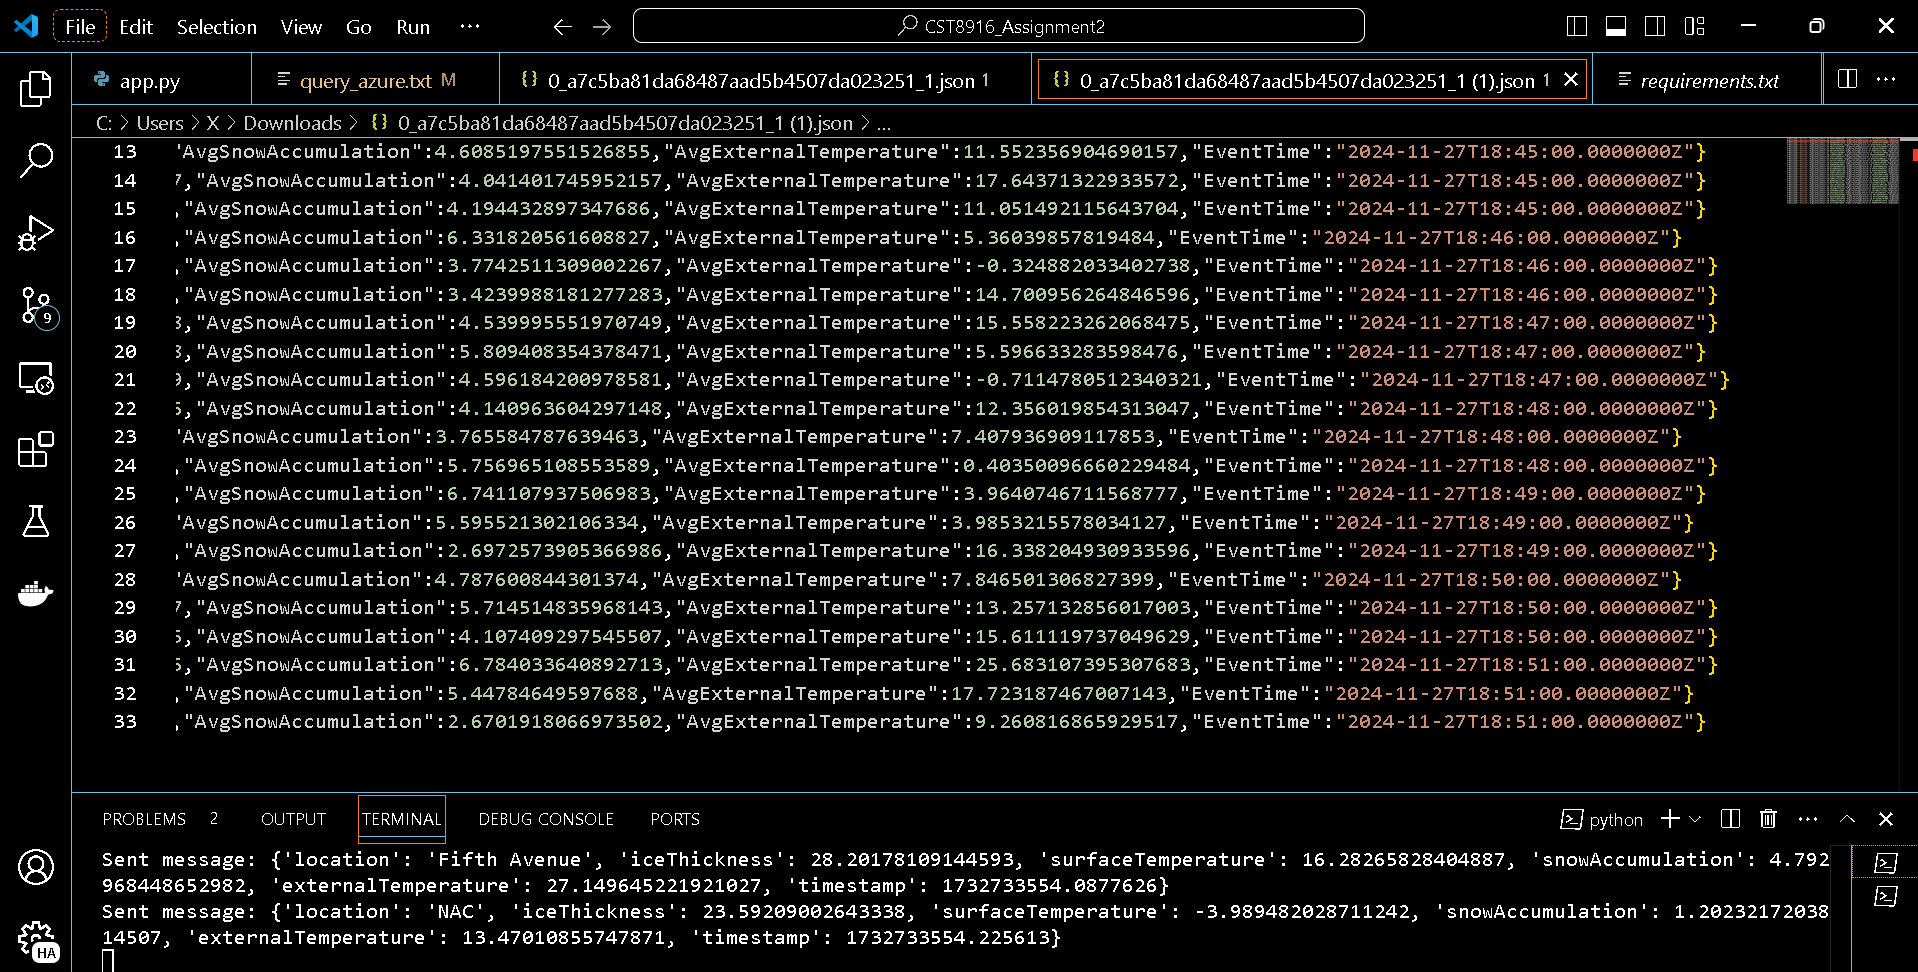 File Edit Selection View Go Run ··· CST8916_Assignment2
app.py query_azure.txt M 0_a7c5ba81da68487aad5b4507da023251_1.json 1 0_a7c5ba81da68487aad5b4507da023251_1 (1).json 1 requirements.txt
C: > Users > X > Downloads > {} 0_a7c5ba81da68487aad5b4507da023251_1 (1).json > ...
13 "AvgSnowAccumulation":4.6085197551526855,"AvgExternalTemperature":11.552356904690157,"EventTime":"2024-11-27T18:45:00.0000000Z"}
14 7,"AvgSnowAccumulation":4.041401745952157,"AvgExternalTemperature":17.64371322933572,"EventTime":"2024-11-27T18:45:00.0000000Z"}
15 ,"AvgSnowAccumulation":4.194432897347686,"AvgExternalTemperature":11.051492115643704,"EventTime":"2024-11-27T18:45:00.0000000Z"}
16 ,"AvgSnowAccumulation":6.331820561608827,"AvgExternalTemperature":5.36039857819484,"EventTime":"2024-11-27T18:46:00.0000000Z"}
17 ,"AvgSnowAccumulation":3.7742511309002267,"AvgExternalTemperature":-0.324882033402738,"EventTime":"2024-11-27T18:46:00.0000000Z"}
18 ,"AvgSnowAccumulation":3.4239988181277283,"AvgExternalTemperature":14.700956264846596,"EventTime":"2024-11-27T18:46:00.0000000Z"}
19 3,"AvgSnowAccumulation":4.539995551970749,"AvgExternalTemperature":15.558223262068475,"EventTime":"2024-11-27T18:47:00.0000000Z"}
20 3,"AvgSnowAccumulation":5.809408354378471,"AvgExternalTemperature":5.596633283598476,"EventTime":"2024-11-27T18:47:00.0000000Z"}
21 9,"AvgSnowAccumulation":4.596184200978581,"AvgExternalTemperature":-0.7114780512340321,"EventTime":"2024-11-27T18:47:00.0000000Z"}
22 5,"AvgSnowAccumulation":4.140963604297148,"AvgExternalTemperature":12.356019854313047,"EventTime":"2024-11-27T18:48:00.0000000Z"}
23 "AvgSnowAccumulation":3.765584787639463,"AvgExternalTemperature":7.407936909117853,"EventTime":"2024-11-27T18:48:00.0000000Z"}
24 ,"AvgSnowAccumulation":5.756965108553589,"AvgExternalTemperature":0.40350096660229484,"EventTime":"2024-11-27T18:48:00.0000000Z"}
25 ,"AvgSnowAccumulation":6.741107937506983,"AvgExternalTemperature":3.9640746711568777,"EventTime":"2024-11-27T18:49:00.0000000Z"}
26 "AvgSnowAccumulation":5.595521302106334,"AvgExternalTemperature":3.9853215578034127,"EventTime":"2024-11-27T18:49:00.0000000Z"}
27 ,"AvgSnowAccumulation":2.6972573905366986,"AvgExternalTemperature":16.338204930933596,"EventTime":"2024-11-27T18:49:00.0000000Z"}
28 "AvgSnowAccumulation":4.787600844301374,"AvgExternalTemperature":7.846501306827399,"EventTime":"2024-11-27T18:50:00.0000000Z"}
29 7,"AvgSnowAccumulation":5.714514835968143,"AvgExternalTemperature":13.257132856017003,"EventTime":"2024-11-27T18:50:00.0000000Z"}
30 5,"AvgSnowAccumulation":4.107409297545507,"AvgExternalTemperature":15.611119737049629,"EventTime":"2024-11-27T18:50:00.0000000Z"}
31 5,"AvgSnowAccumulation":6.784033640892713,"AvgExternalTemperature":25.683107395307683,"EventTime":"2024-11-27T18:51:00.0000000Z"}
32 ,"AvgSnowAccumulation":5.44784649597688,"AvgExternalTemperature":17.723187467007143,"EventTime":"2024-11-27T18:51:00.0000000Z"}
33 ,"AvgSnowAccumulation":2.6701918066973502,"AvgExternalTemperature":9.260816865929517,"EventTime":"2024-11-27T18:51:00.0000000Z"}
9
HA
PROBLEMS 2 OUTPUT TERMINAL DEBUG CONSOLE PORTS python
Sent message: {'location': 'Fifth Avenue', 'iceThickness': 28.20178109144593, 'surfaceTemperature': 16.28265828404887, 'snowAccumulation': 4.792
968448652982, 'externalTemperature': 27.149645221921027, 'timestamp': 1732733554.0877626}
Sent message: {'location': 'NAC', 'iceThickness': 23.59209002643338, 'surfaceTemperature': -3.989482028711242, 'snowAccumulation': 1.20232172038
14507, 'externalTemperature': 13.47010855747871, 'timestamp': 1732733554.225613}